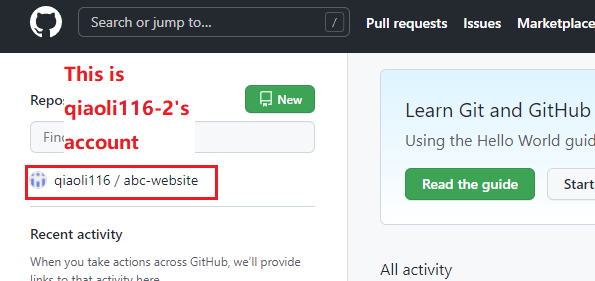 Search or jump to...
/
Pull requests
Issues
Marketplace
This is
qiaoli116-2's
account
Repo
New
Find
qiaoli116 / abc-website
Recent activity
When you take actions across GitHub, we'll provide
links to that activity here.
Learn Git and GitHub
Using the Hello World guid
Read the guide
Start
All activity